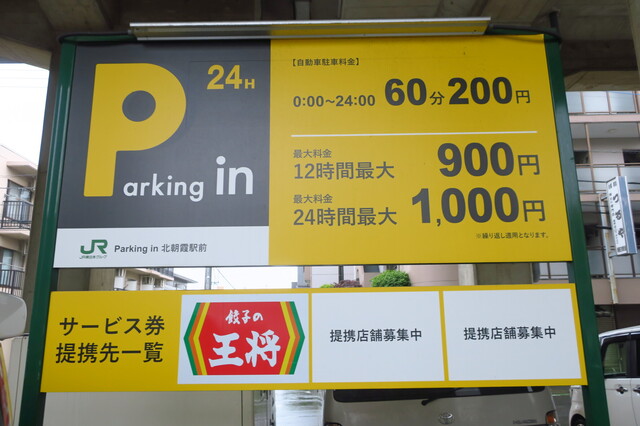 Parking in
24H
【自動車駐車料金】
0:00〜24:00 60分200円
最大料金
12時間最大 900円
最大料金
24時間最大 1,000円
※繰り返し適用となります。
JR
JR東日本グループ
Parking in 北朝霞駅前
サービス券
提携先一覧
餃子の
王将
提携店舗募集中
提携店舗募集中